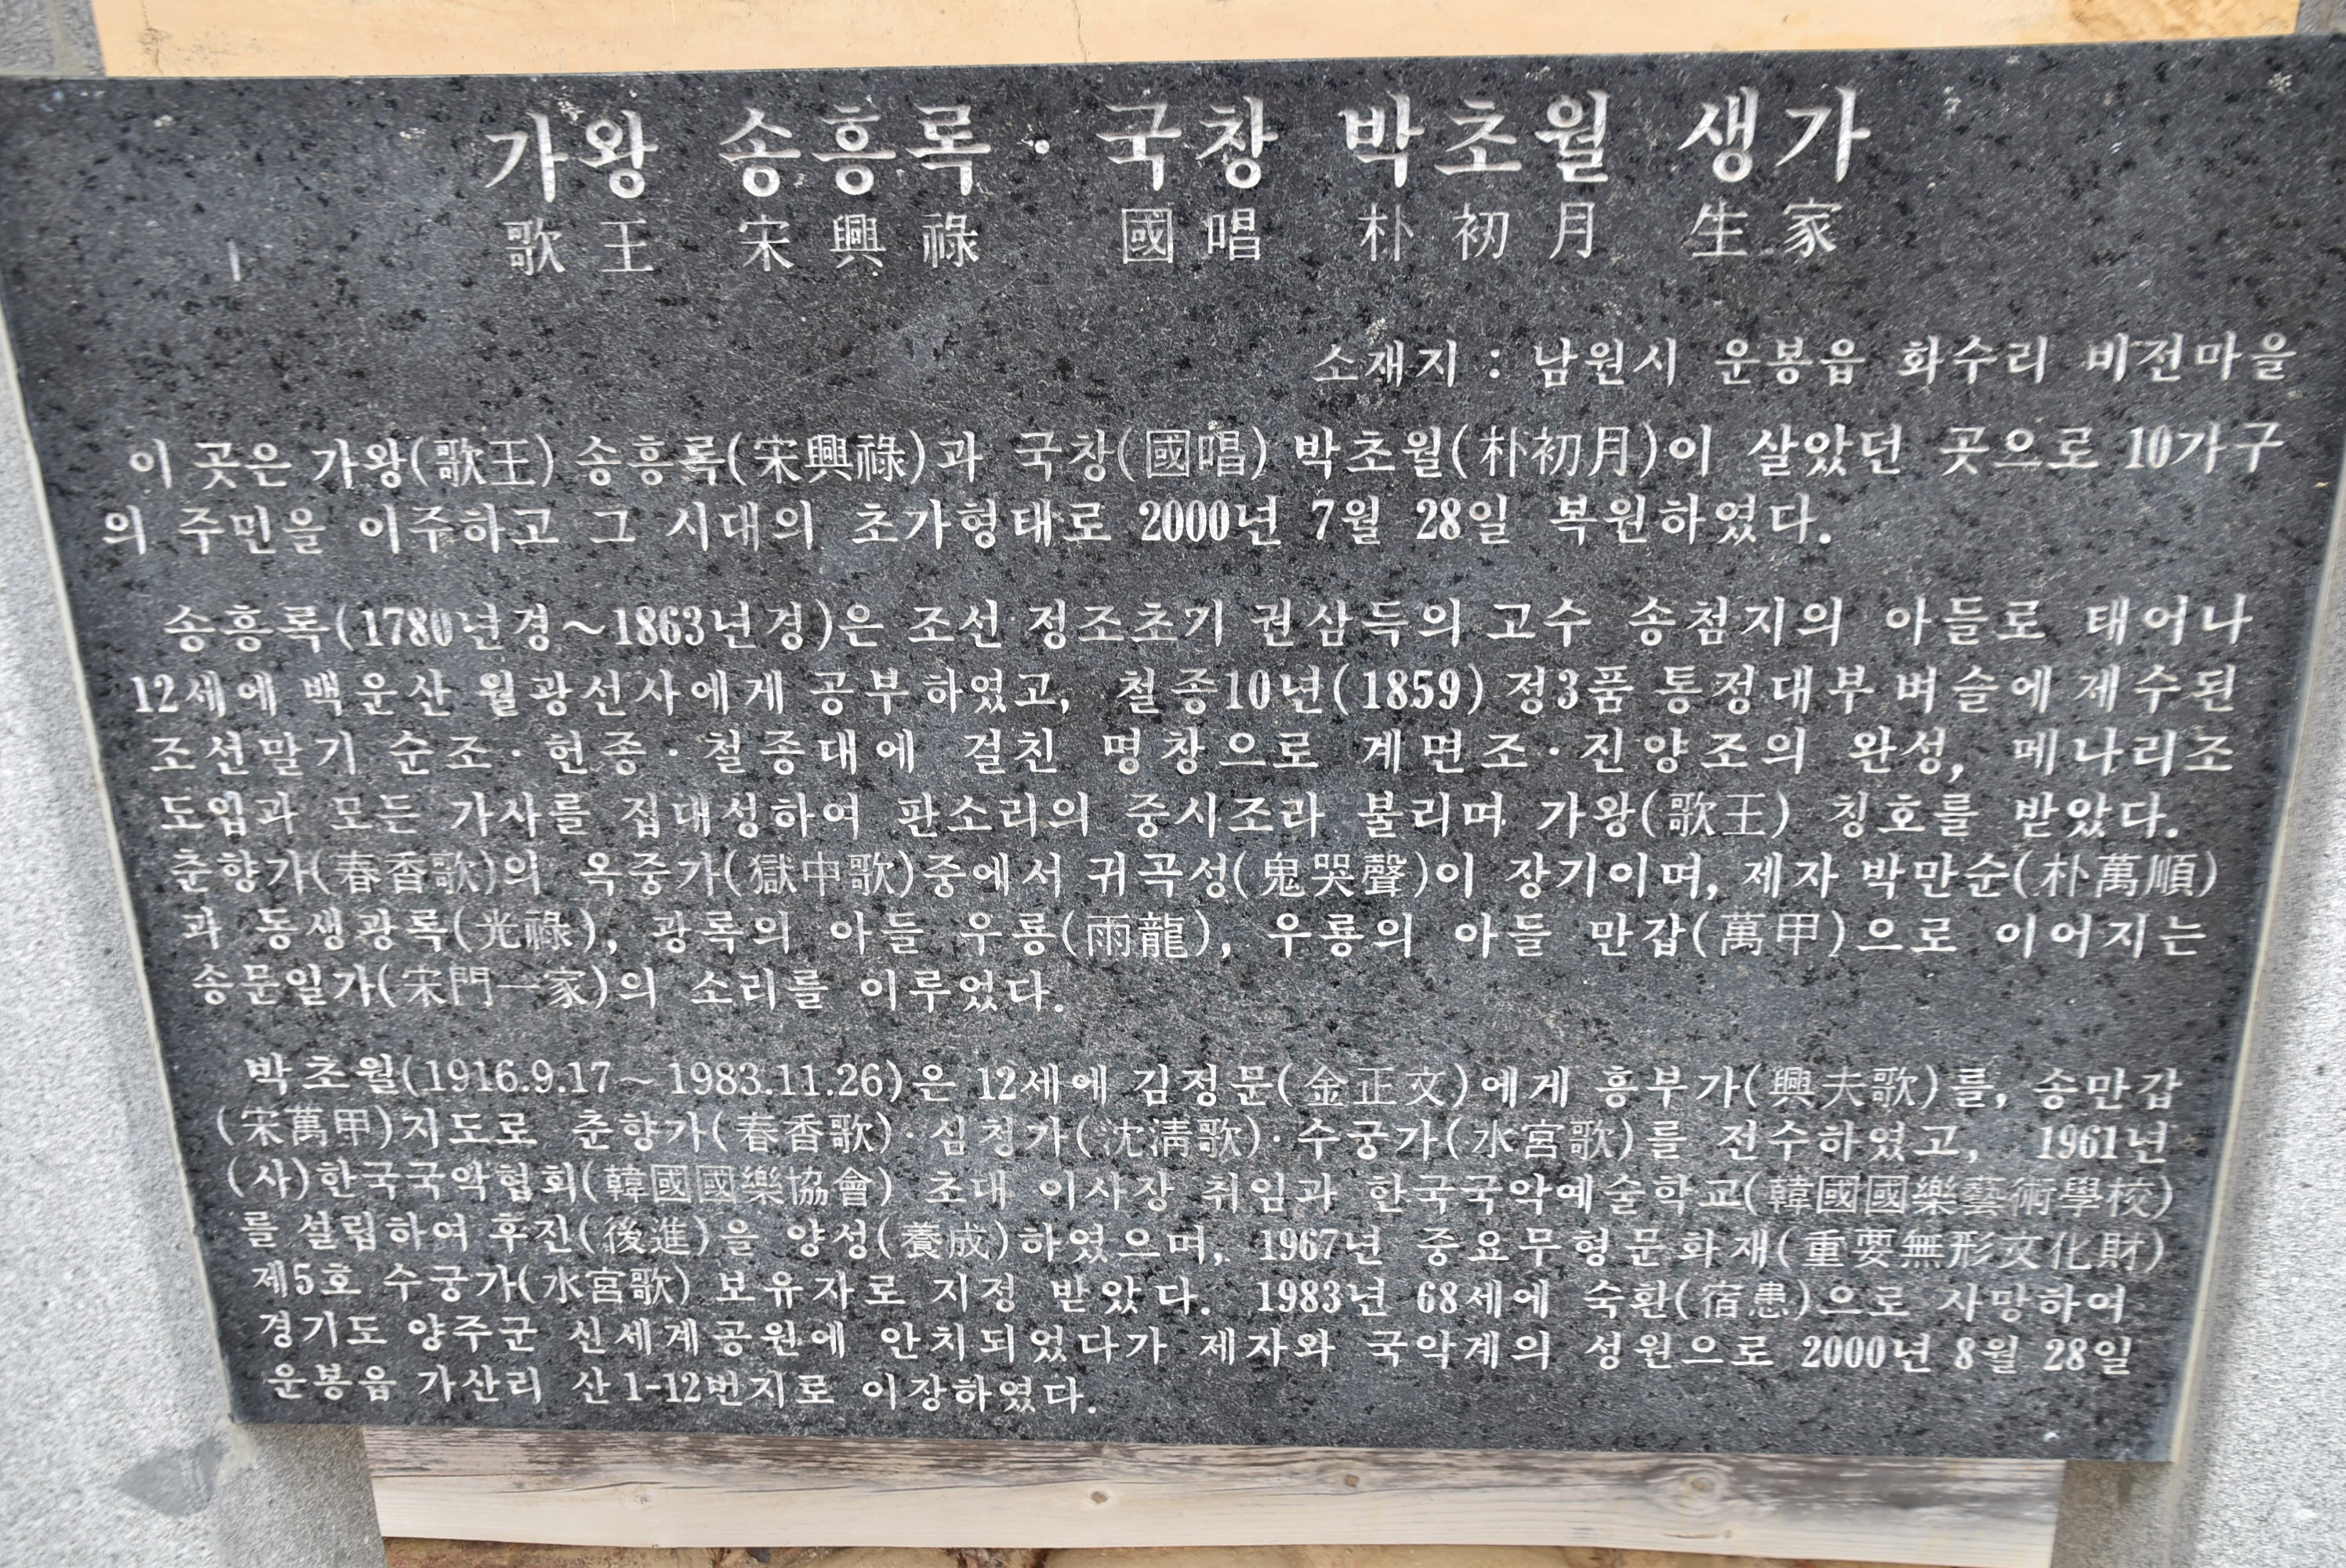 가왕 송흥록 · 국창 박초월 생가
歌王 宋興祿 國唱 朴初月 生家
소재지 : 남원시 운봉읍 화수리 비전마을
이 곳은 가왕(歌王) 송흥록(宋興祿)과 국창(國唱) 박초월(朴初月)이 살았던 곳으로 10가구
의 주민을 이주하고 그 시대의 초가형태로 2000년 7월 28일 복원하였다.
송흥록(1780년경~1863년경)은 조선 정조초기 권삼득의 고수 송첨지의 아들로 태어나
12세에 백운산 월광선사에게 공부하였고, 철종10년(1859) 정3품 통정대부 벼슬에 제수된
조선말기 순조·헌종·철종대에 걸친 명창으로 계면조·진양조의 완성, 메나리조
도입과 모든 가사를 집대성하여 판소리의 중시조라 불리며 가왕(歌王) 칭호를 받았다.
춘향가(春香歌)의 옥중가(獄中歌)중에서 귀곡성(鬼哭聲)이 장기이며, 제자 박만순(朴萬順)
과 동생광록(光祿), 광록의 아들 우룡(雨龍), 우룡의 아들 만갑(萬甲)으로 이어지는
송문일가(宋門一家)의 소리를 이루었다.
박초월(1916.9.17~ 1983.11.26)은 12세에 김정문(金正文)에게 흥부가(興夫歌)를, 송만갑
(宋萬甲)지도로 춘향가(春香歌)·심청가(沈淸歌)·수궁가(水宮歌)를 전수하였고, 1961년
(사)한국국악협회(韓國國樂協會) 초대 이사장 취임과 한국국악예술학교(韓國國樂藝術學校)
를 설립하여 후진(後進)을 양성(養成)하였으며, 1967년 중요무형문화재(重要無形文化財)
제5호 수궁가(水宮歌) 보유자로 지정 받았다. 1983년 68세에 숙환(宿患)으로 사망하여
경기도 양주군 신세계공원에 안치되었다가 제자와 국악계의 성원으로 2000년 8월 28일
운봉읍 가산리 산1-12번지로 이장하였다.